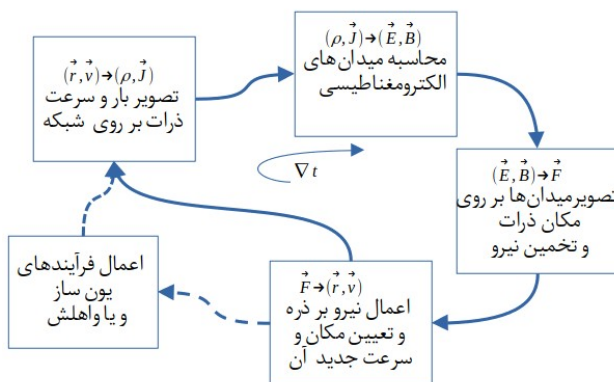 (r⃗,v⃗)→(ρ,J⃗)
تصویر بار و سرعت
ذرات بر روی شبکه
(ρ,J⃗)→(E⃗,B⃗)
محاسبه میدان‌های
الکترومغناطیسی
(E⃗,B⃗)→F⃗
تصویرمیدان‌ها بر روی
مکان ذرات
و تخمین نیرو
F⃗→(r⃗,v⃗)
اعمال نیرو بر ذره
و تعیین مکان و
سرعت جدید آن
اعمال فرآیندهای
یون ساز
و یا واهلش
∇t